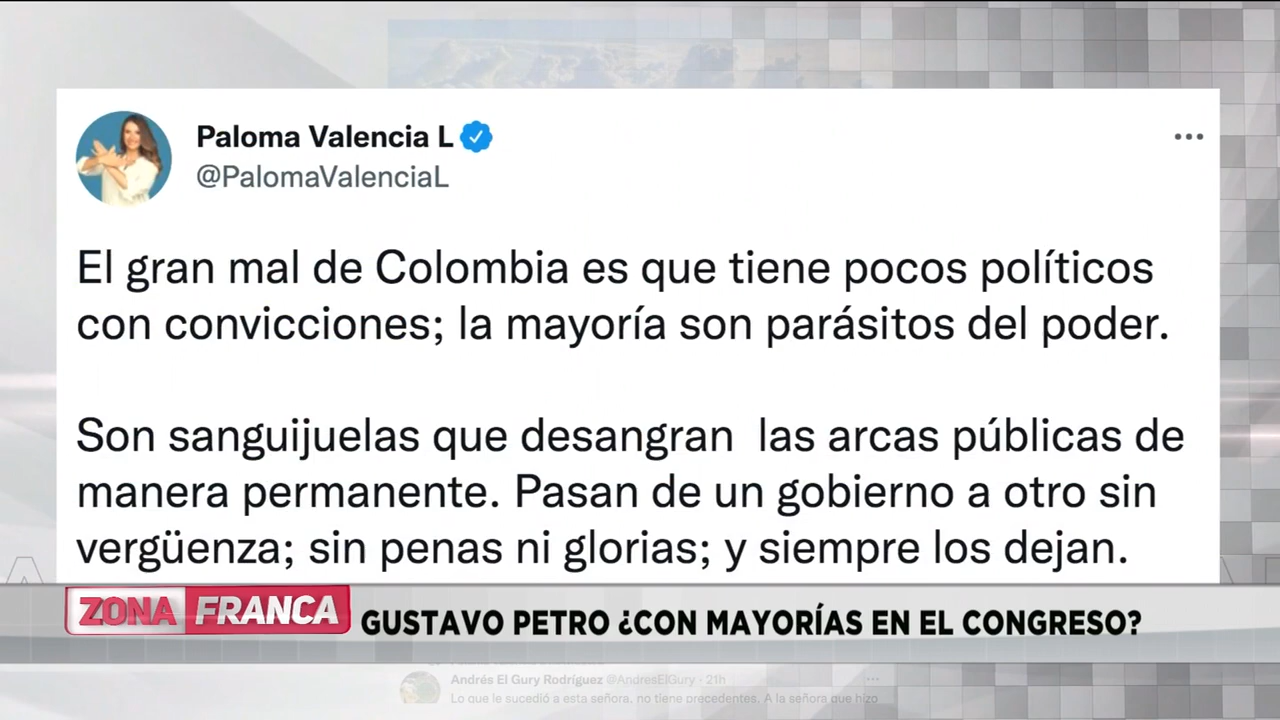 Paloma Valencia L
@PalomaValenciaL
El gran mal de Colombia es que tiene pocos políticos
con convicciones; la mayoría son parásitos del poder.
Son sanguijuelas que desangran  las arcas públicas de
manera permanente. Pasan de un gobierno a otro sin
vergüenza; sin penas ni glorias; y siempre los dejan.
ZONA FRANCA
GUSTAVO PETRO ¿CON MAYORÍAS EN EL CONGRESO?
Andrés El Gury Rodríguez @AndresElGury · 21h
Lo que le sucedió a esta señora, no tiene precedentes. A la señora que hizo